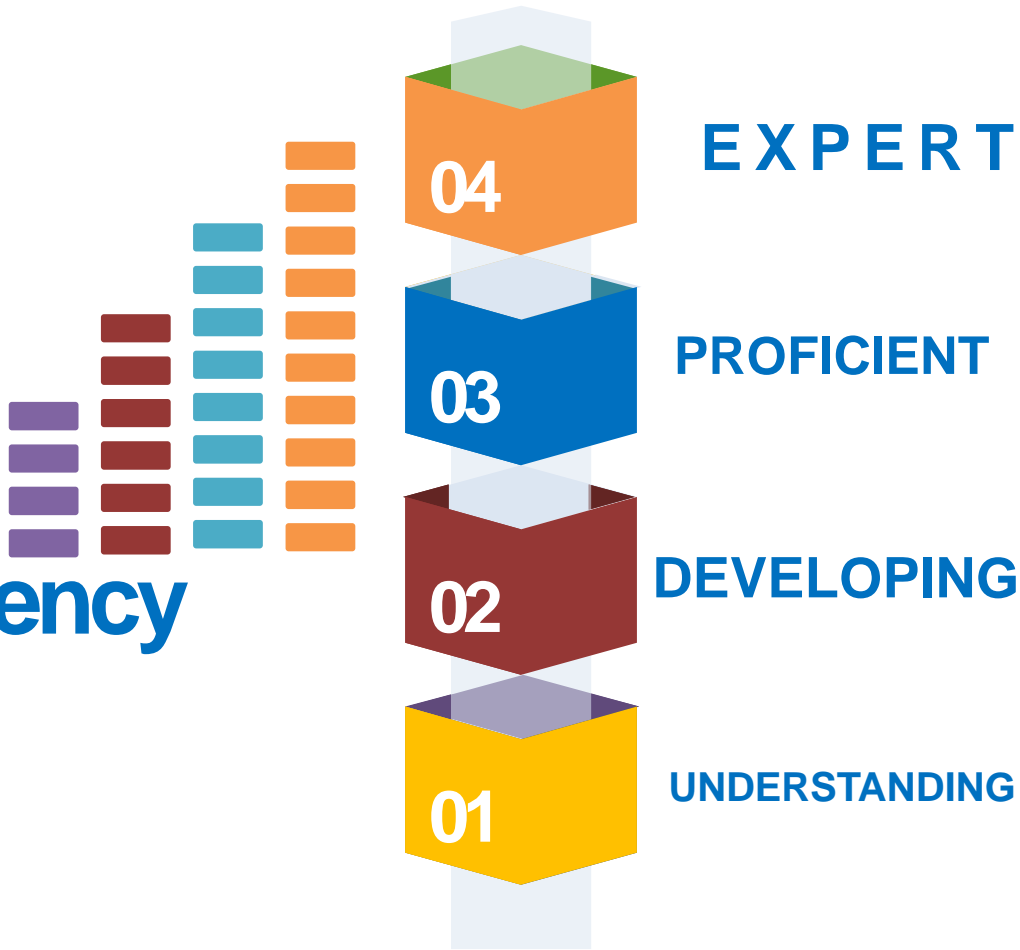 04
EXPERT
03
PROFICIENT
02
DEVELOPING
ency
01
UNDERSTANDING